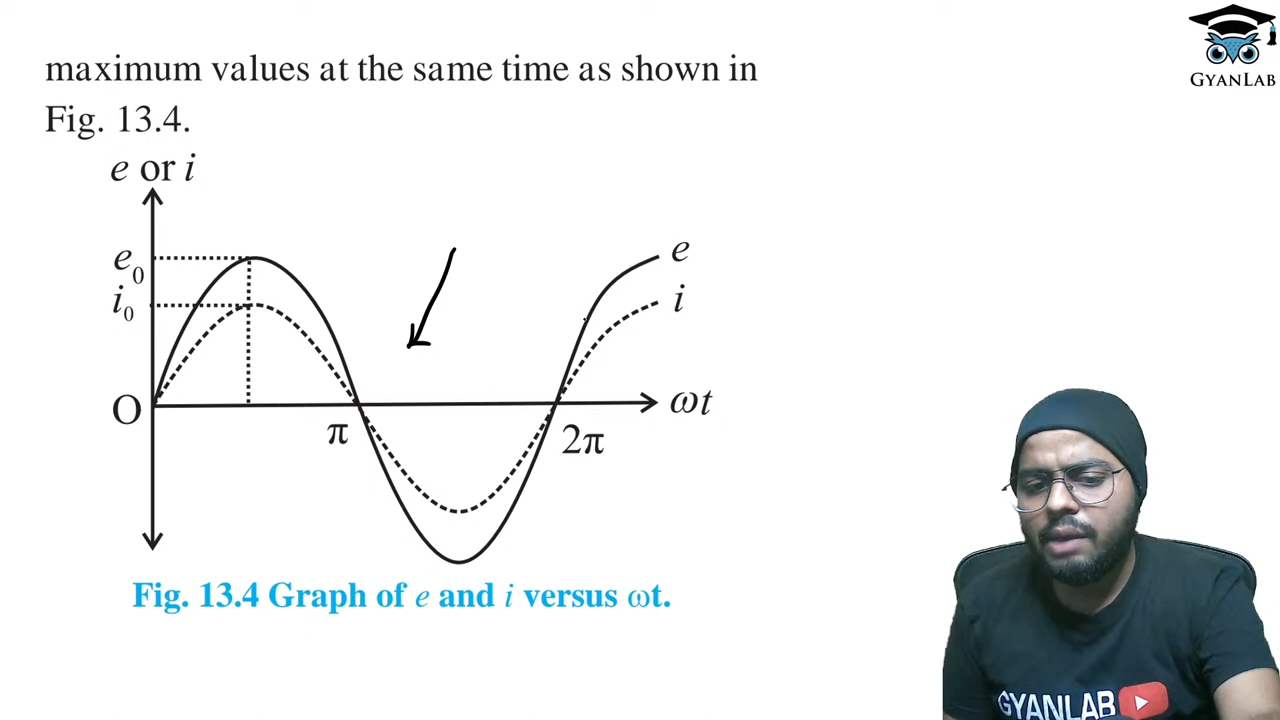 maximum values at the same time as shown in
Fig. 13.4.
e or i
e₀
i₀
e
i
O
π
2π
ωt
Fig. 13.4 Graph of e and i versus ωt.
GYANLAB
GYANLAB